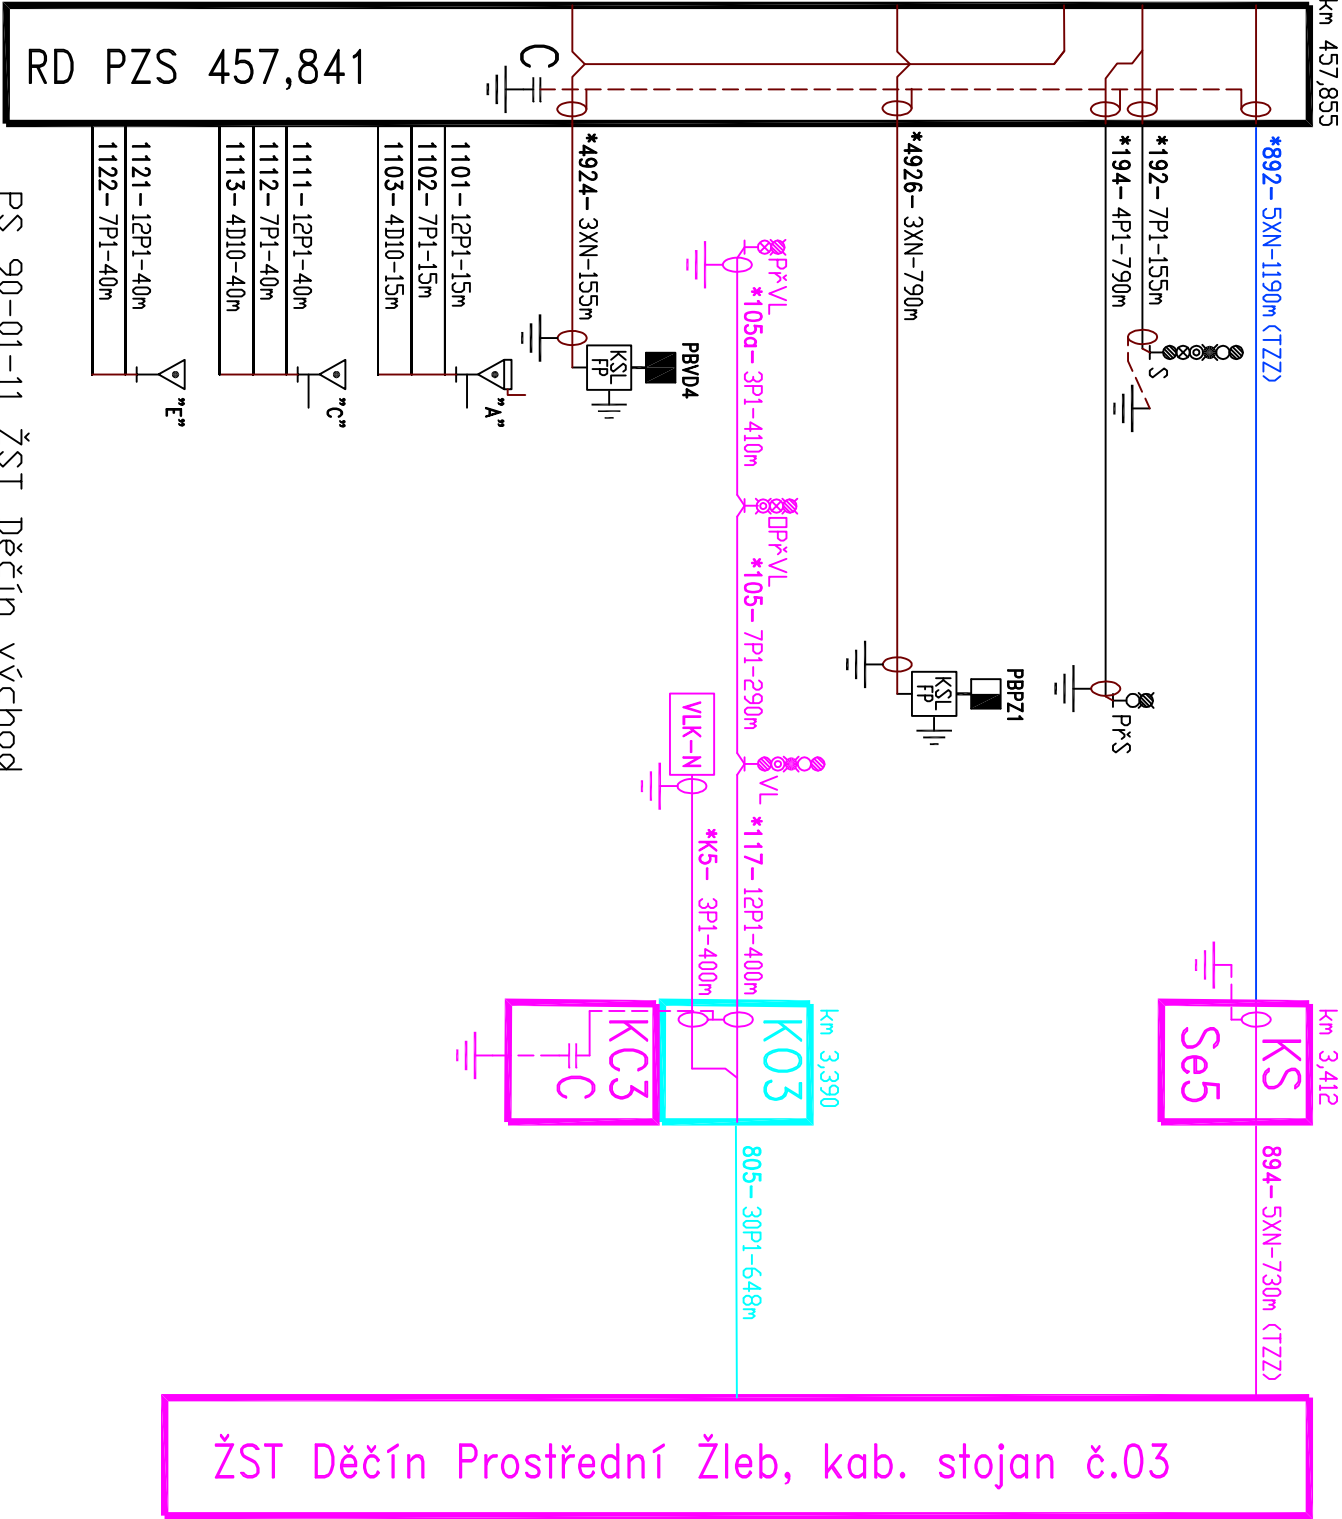 km 457,855
RD PZS 457,841
C
*892- 5XN-1190m (TZZ)
*192- 7P1-155m
*194- 4P1-790m
S
PřS
*4926- 3XN-790m
PBPZ1
KSL
FP
*4924- 3XN-155m
PBVD4
KSL
FP
1101- 12P1-15m
1102- 7P1-15m
1103- 4D10-15m
"A"
1111- 12P1-40m
1112- 7P1-40m
1113- 4D10-40m
"C"
1121- 12P1-40m
1122- 7P1-40m
"E"
PS 90-01-11 ŽST Děčín východ
PřVL
*105a- 3P1-410m
OPřVL
*105- 7P1-290m
VL
*117- 12P1-400m
VLK-N
*K5- 3P1-400m
km 3,390
KO3
KC3
C
km 3,412
KS
Se5
805- 30P1-648m
894- 5XN-730m (TZZ)
ŽST Děčín Prostřední Žleb, kab. stojan č.03